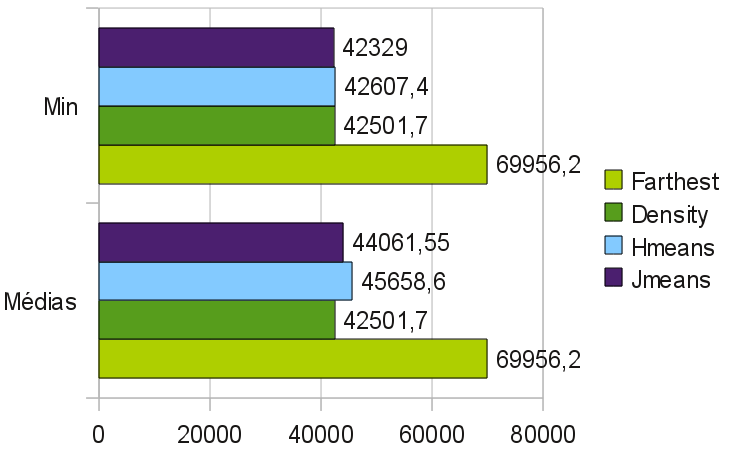 Min
42329
42607,4
42501,7
69956,2
Médias
44061,55
45658,6
42501,7
69956,2
0 20000 40000 60000 80000
Farthest
Density
Hmeans
Jmeans